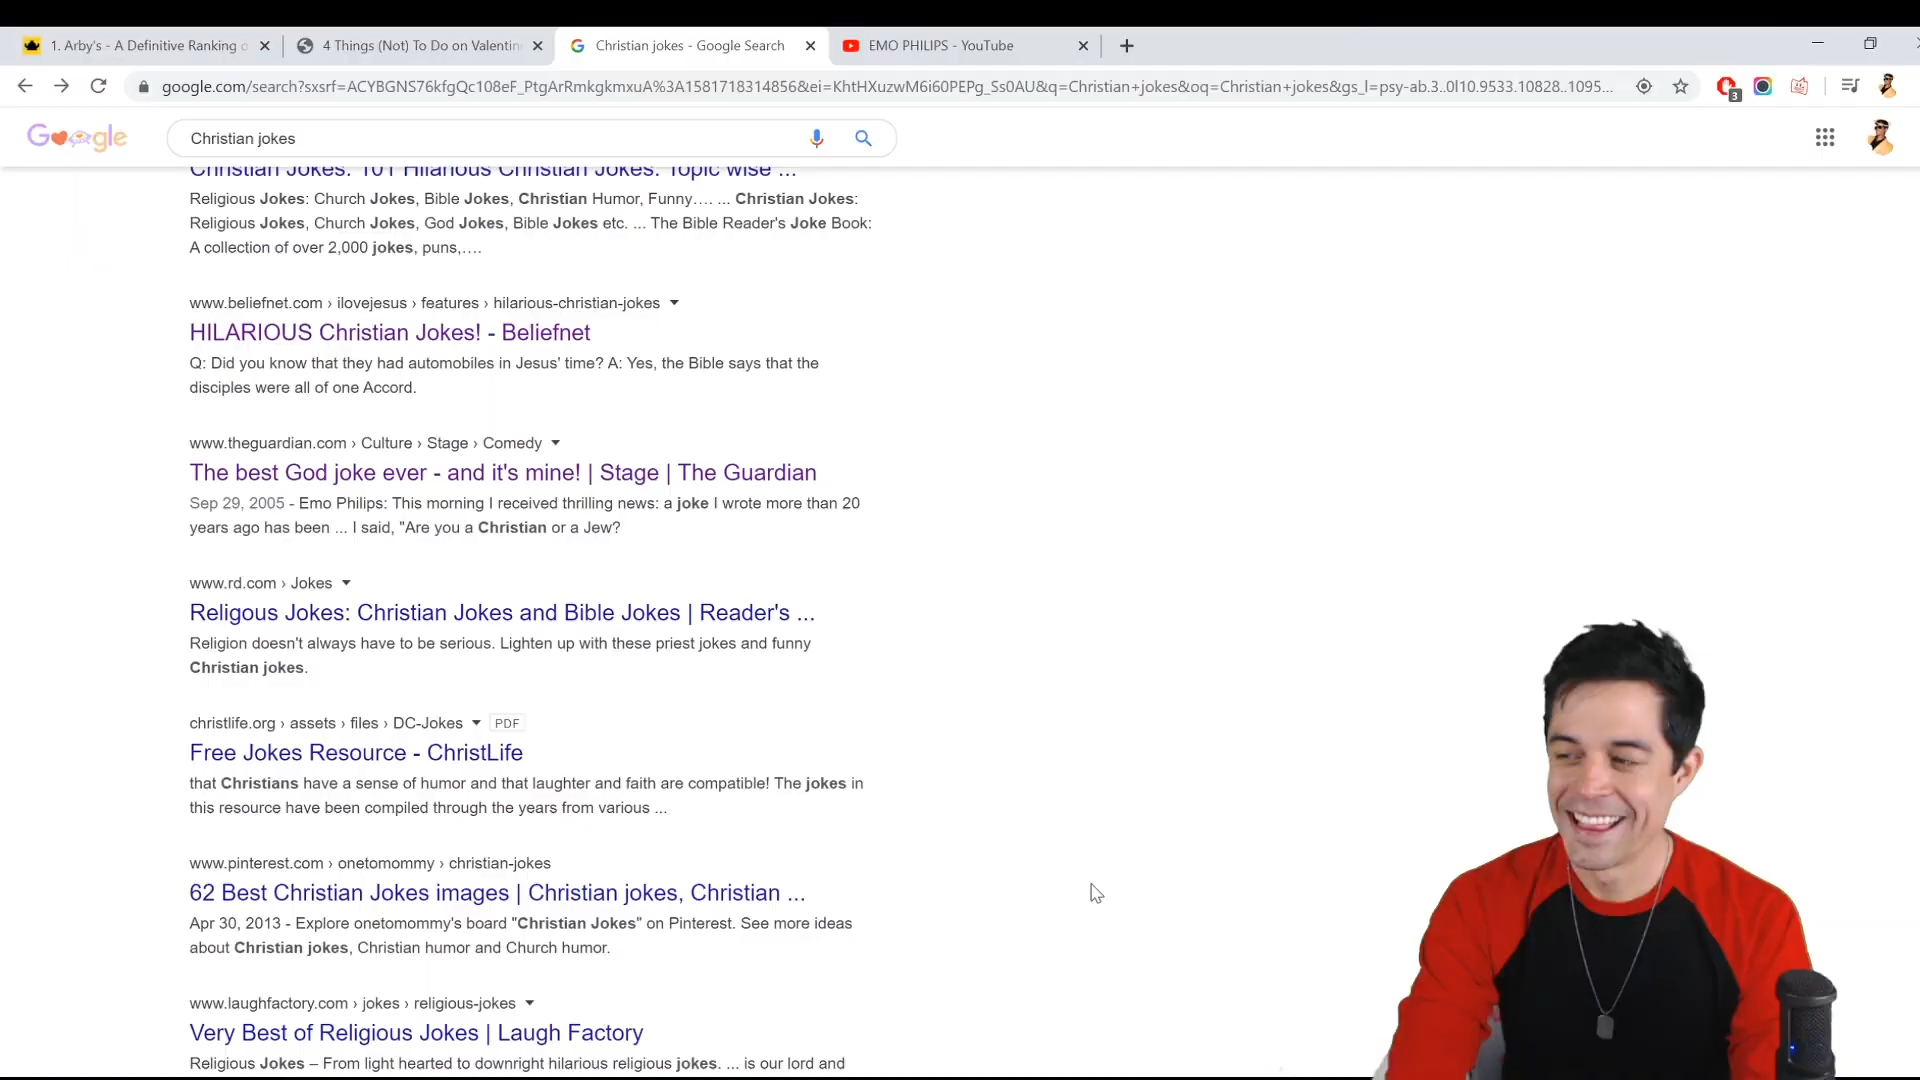 1. Arby's - A Definitive Ranking o
4 Things (Not) To Do on Valentin
Christian jokes - Google Search
EMO PHILIPS - YouTube
google.com/search?sxsrf=ACYBGNS76kfgQc108eF_PtgArRmkgkmxuA%3A1581718314856&ei=KhtHXuzwM6i60PEPg_Ss0AU&q=Christian+jokes&oq=Christian+jokes&gs_l=psy-ab.3..0l10.9533.10828..1095...
3
Google
Christian jokes
Christian Jokes: 101 Hilarious Christian Jokes: Topic wise ...
Religious Jokes: Church Jokes, Bible Jokes, Christian Humor, Funny…. ... Christian Jokes:
Religious Jokes, Church Jokes, God Jokes, Bible Jokes etc. ... The Bible Reader's Joke Book:
A collection of over 2,000 jokes, puns,….
www.beliefnet.com › ilovejesus › features › hilarious-christian-jokes
HILARIOUS Christian Jokes! - Beliefnet
Q: Did you know that they had automobiles in Jesus' time? A: Yes, the Bible says that the
disciples were all of one Accord.
www.theguardian.com › Culture › Stage › Comedy
The best God joke ever - and it's mine! | Stage | The Guardian
Sep 29, 2005 - Emo Philips: This morning I received thrilling news: a joke I wrote more than 20
years ago has been ... I said, "Are you a Christian or a Jew?
www.rd.com › Jokes
Religous Jokes: Christian Jokes and Bible Jokes | Reader's ...
Religion doesn't always have to be serious. Lighten up with these priest jokes and funny
Christian jokes.
christlife.org › assets › files › DC-Jokes PDF
Free Jokes Resource - ChristLife
that Christians have a sense of humor and that laughter and faith are compatible! The jokes in
this resource have been compiled through the years from various ...
www.pinterest.com › onetomommy › christian-jokes
62 Best Christian Jokes images | Christian jokes, Christian ...
Apr 30, 2013 - Explore onetomommy's board "Christian Jokes" on Pinterest. See more ideas
about Christian jokes, Christian humor and Church humor.
www.laughfactory.com › jokes › religious-jokes
Very Best of Religious Jokes | Laugh Factory
Religious Jokes – From light hearted to downright hilarious religious jokes. ... is our lord and